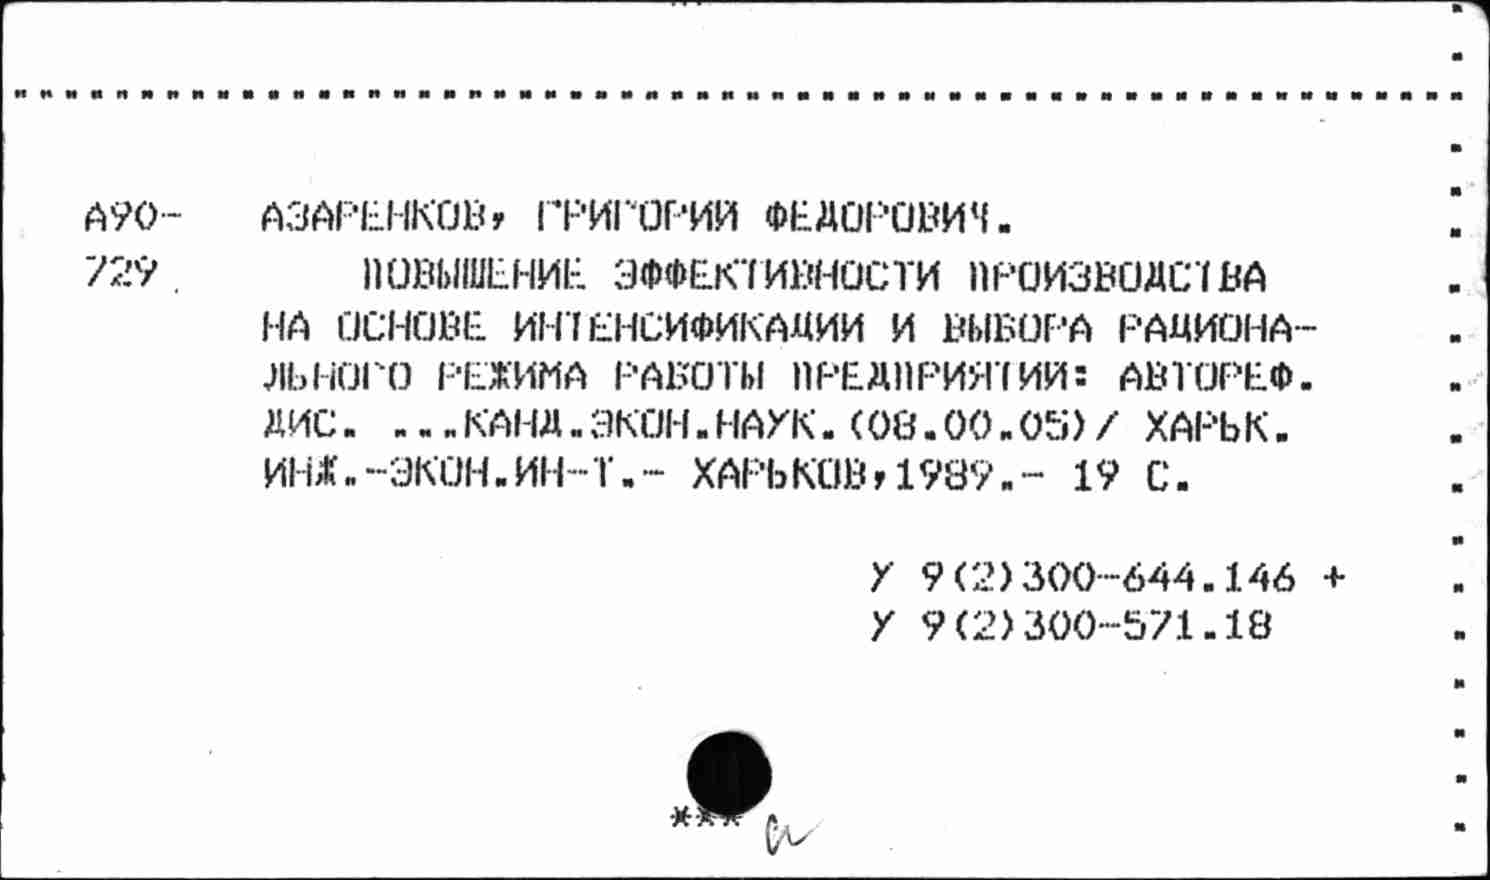 А90- АЗАРЕНКОВ, ГРИГОРИЙ ФЕДОРОВИЧ.
729 ПОВЫШЕНИЕ ЭФФЕКТИВНОСТИ ПРОИЗВОДСТВА
НА ОСНОВЕ ИНТЕНСИФИКАЦИИ И ВЫБОРА РАЦИОНА-
ЛЬНОГО РЕЖИМА РАБОТЫ ПРЕДПРИЯТИЙ: АВТОРЕФ.
ДИС. ...КАНД.ЭКОН.НАУК.(08.00.05)/ ХАРЬК.
ИНЖ.-ЭКОН.ИН-Т.- ХАРЬКОВ,1989.- 19 С.
У 9(2)300-644.146 +
У 9(2)300-571.18
***